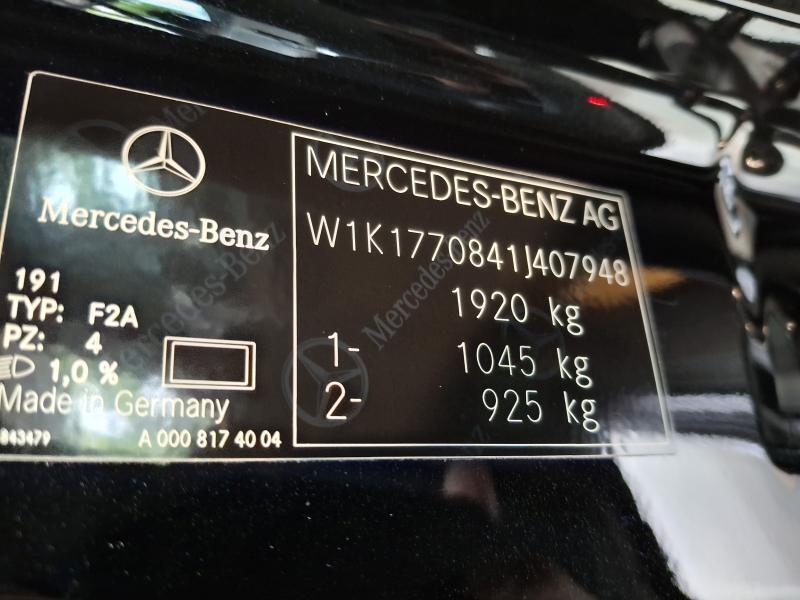 Mercedes-Benz
191
TYP: F2A
PZ: 4
1,0 %
Made in Germany
843479
A 000 817 40 04
MERCEDES-BENZ AG
W1K1770841J407948
1920 kg
1- 1045 kg
2- 925 kg